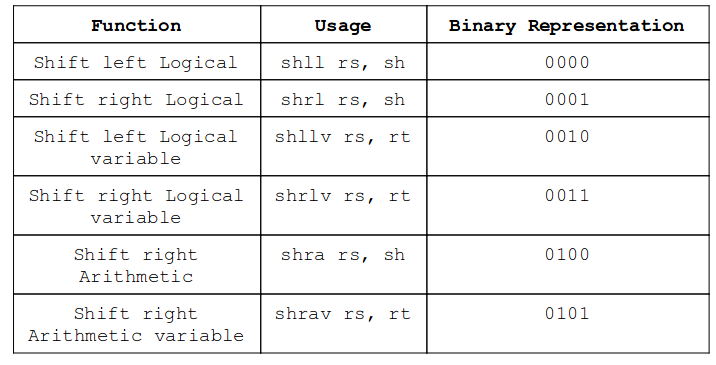 Function Usage Binary Representation
Shift left Logical shll rs, sh 0000
Shift right Logical shrl rs, sh 0001
Shift left Logical shllv rs, rt 0010
variable
Shift right Logical shrlv rs, rt 0011
variable
Shift right shra rs, sh 0100
Arithmetic
Shift right shrav rs, rt 0101
Arithmetic variable